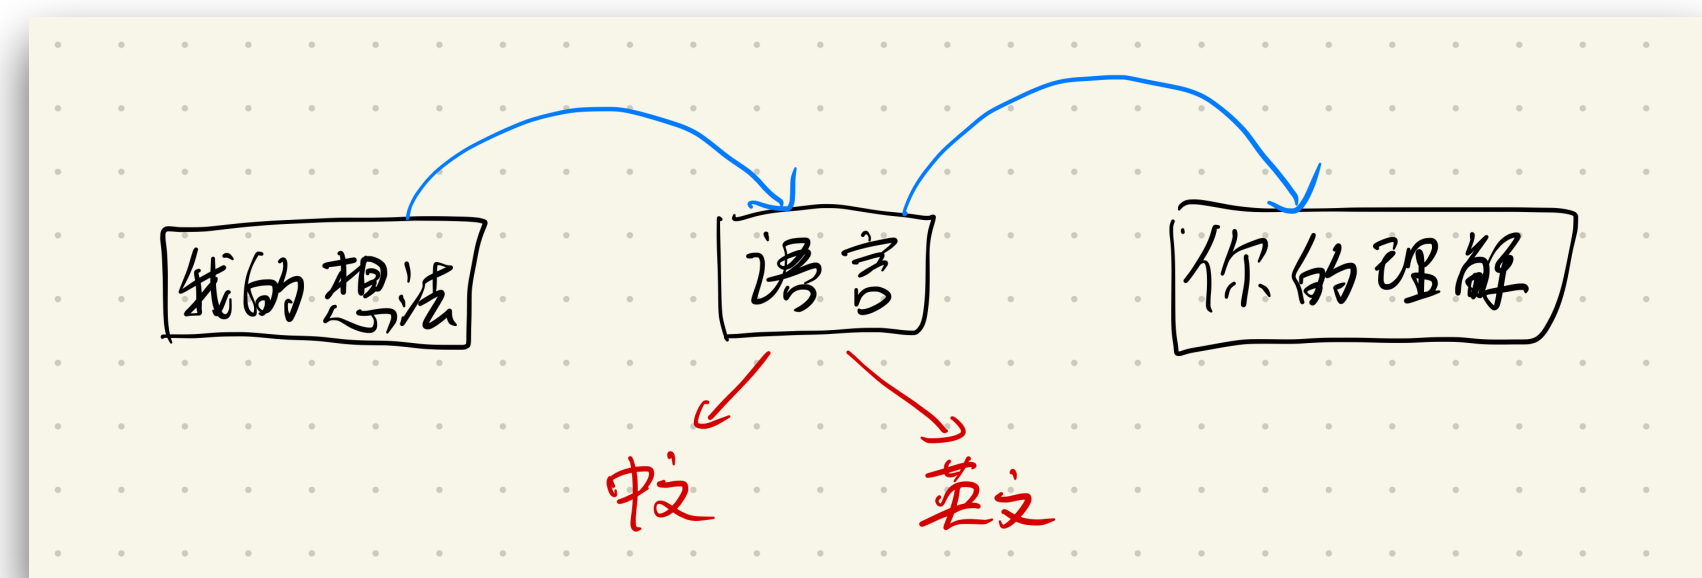 我的想法 语言 你的理解
中文 英文